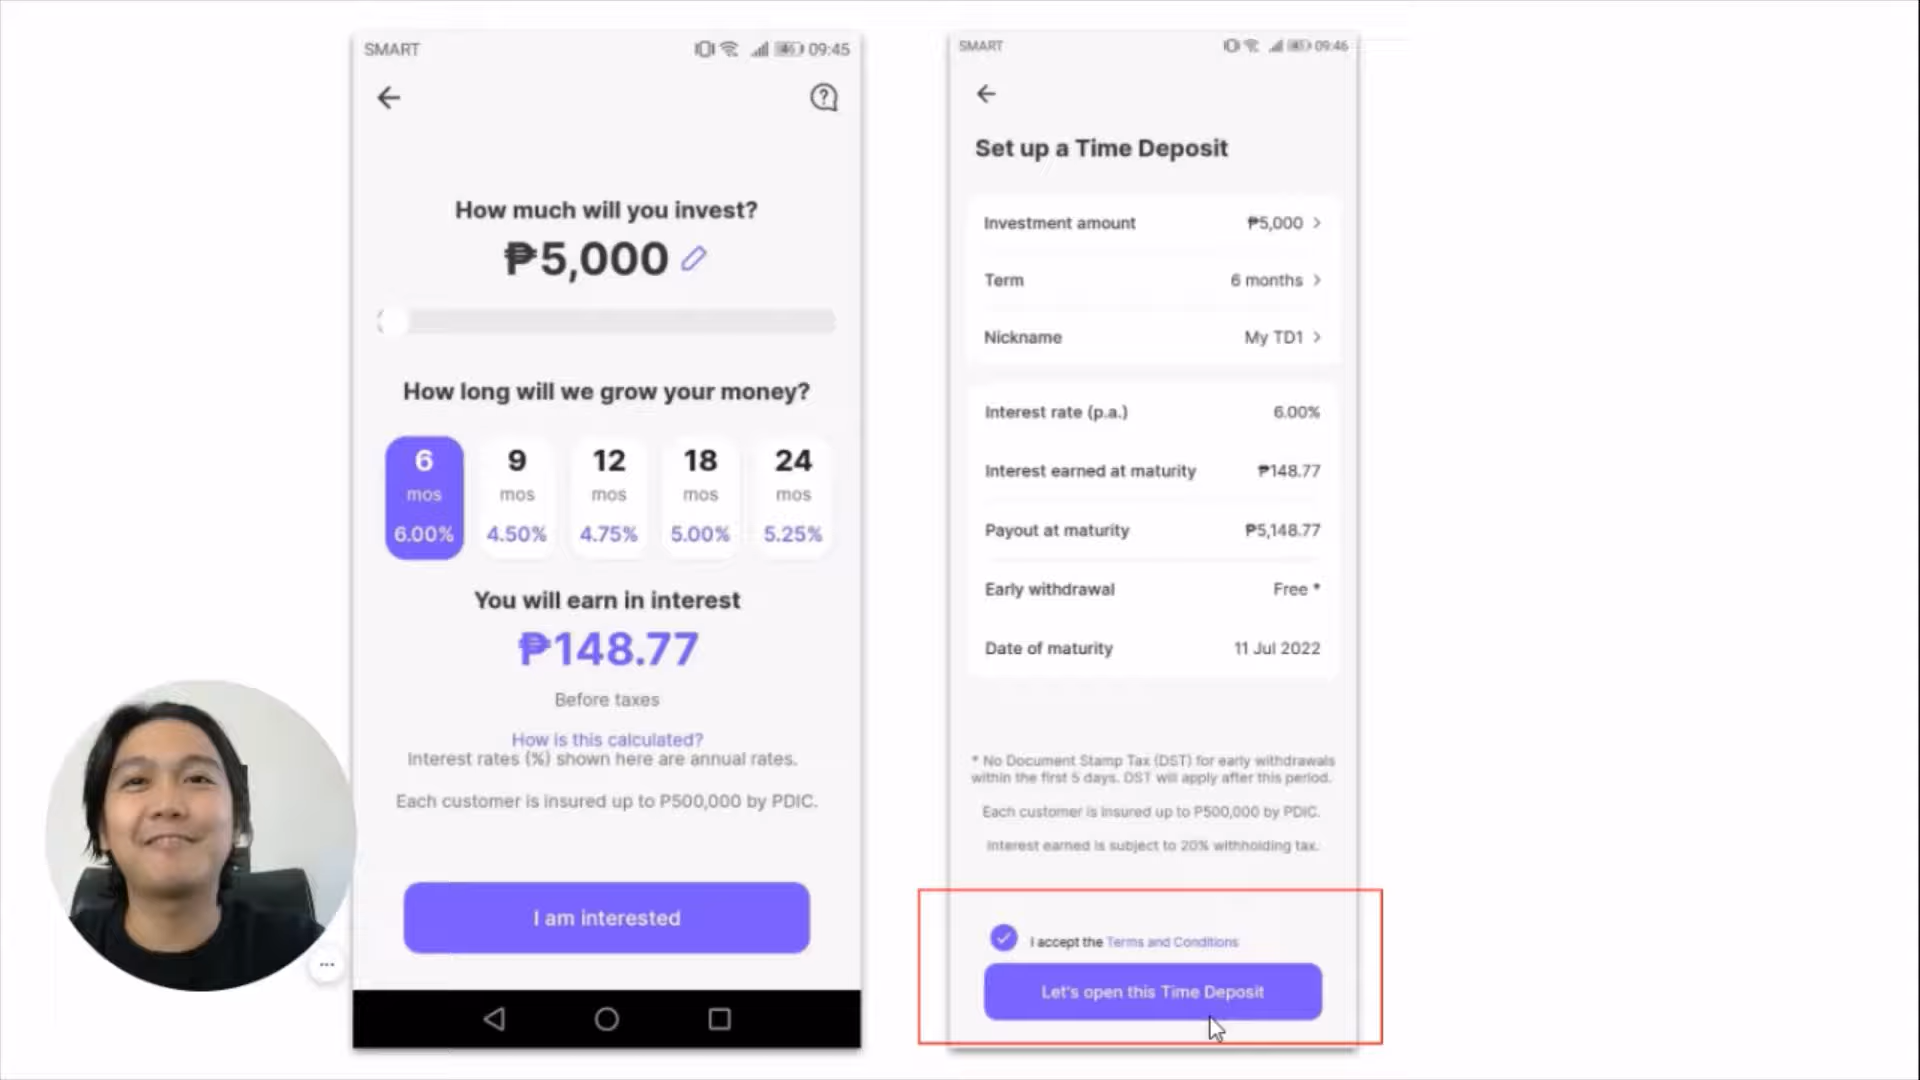 SMART
09:45
How much will you invest?
₱5,000
How long will we grow your money?
6 9 12 18 24
mos mos mos mos mos
6.00% 4.50% 4.75% 5.00% 5.25%
You will earn in interest
₱148.77
Before taxes
How is this calculated?
Interest rates (%) shown here are annual rates.
Each customer is insured up to P500,000 by PDIC.
I am interested
SMART
09:46
Set up a Time Deposit
Investment amount ₱5,000
Term 6 months
Nickname My TD1
Interest rate (p.a.) 6.00%
Interest earned at maturity ₱148.77
Payout at maturity ₱5,148.77
Early withdrawal Free *
Date of maturity 11 Jul 2022
* No Document Stamp Tax (DST) for early withdrawals
within the first 5 days. DST will apply after this period.
Each customer is insured up to P500,000 by PDIC.
Interest earned is subject to 20% withholding tax.
I accept the Terms and Conditions
Let's open this Time Deposit